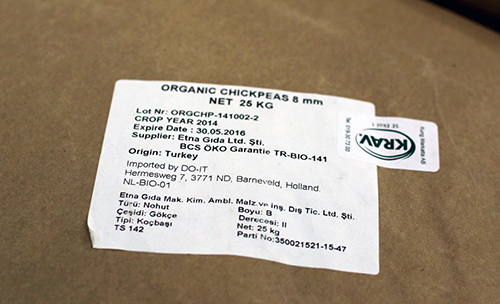 ORGANIC CHICKPEAS 8 mm
NET 25 KG
Lot Nr: ORGCHP-141002-2
CROP YEAR 2014
Expire Date : 30.05.2016
Supplier: Etna Gıda Ltd. Şti.
BCS ÖKO Garantie TR-BIO-141
Origin: Turkey
Imported by DO-IT
Hermesweg 7, 3771 ND, Barneveld, Holland.
NL-BIO-01
Etna Gıda Mak. Kim. Ambl. Malz.ve inş. Dış Tic. Ltd. Şti.
Türü: Nohut
Boyu: B
Çeşidi: Gökçe
Derecesi: II
Tipi: Koçbaşı
Net: 25 kg
TS 142
Parti No:350021521-15-47
KRAV
Kung Markatta AB